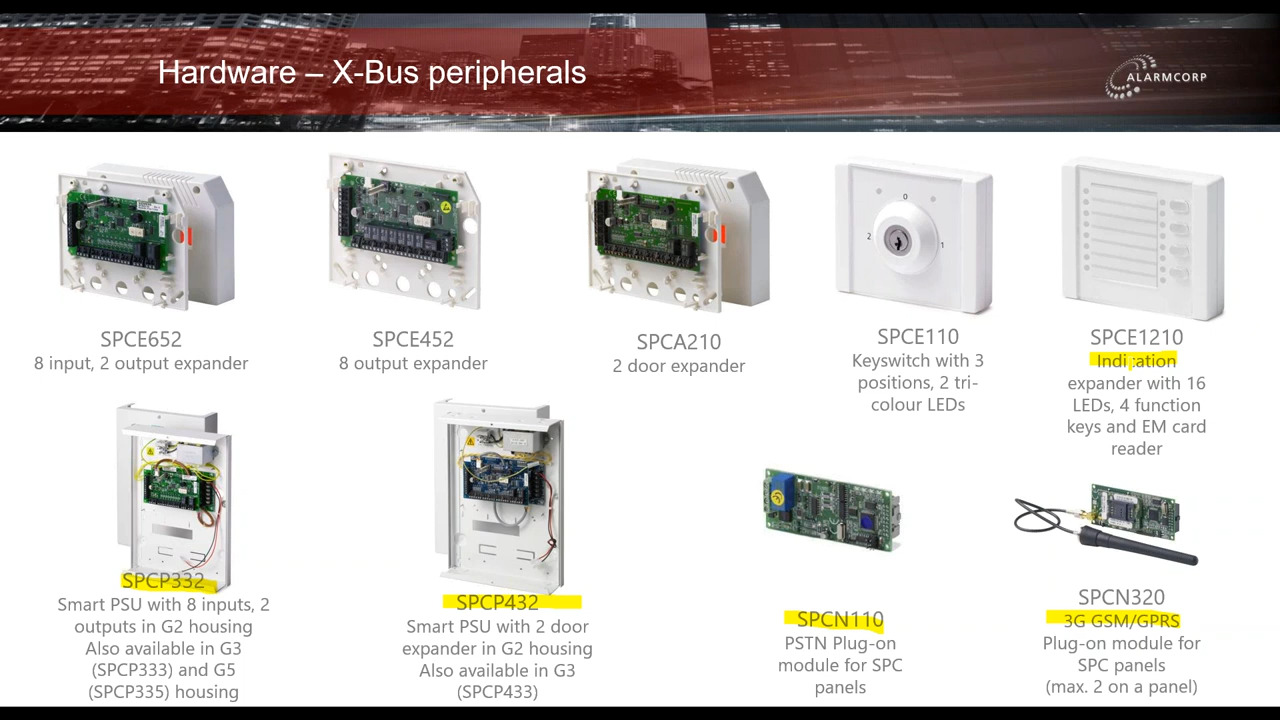 Hardware – X-Bus peripherals
ALARMCORP
0
2
1
SPCE652
8 input, 2 output expander
SPCE452
8 output expander
SPCA210
2 door expander
SPCE110
Keyswitch with 3
positions, 2 tri-
colour LEDs
SPCE1210
Indication
expander with 16
LEDs, 4 function
keys and EM card
reader
SPCP332
Smart PSU with 8 inputs, 2
outputs in G2 housing
Also available in G3
(SPCP333) and G5
(SPCP335) housing
SPCP432
Smart PSU with 2 door
expander in G2 housing
Also available in G3
(SPCP433)
SPCN110
PSTN Plug-on
module for SPC
panels
SPCN320
3G GSM/GPRS
Plug-on module for
SPC panels
(max. 2 on a panel)